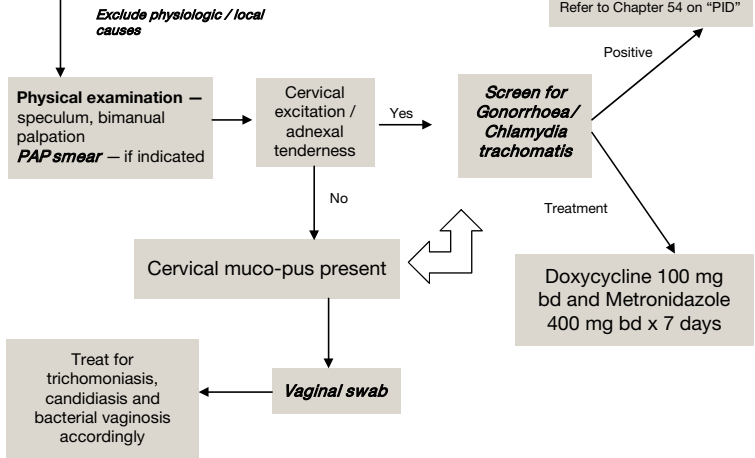 Exclude physiologic / local
causes
Refer to Chapter 54 on “PID”
Positive
Physical examination —
speculum, bimanual
palpation
PAP smear — if indicated
Cervical
excitation /
adnexal
tenderness
Yes
Screen for
Gonorrhoea/
Chlamydia
trachomatis
No
Treatment
Cervical muco-pus present
Doxycycline 100 mg
bd and Metronidazole
400 mg bd x 7 days
Treat for
trichomoniasis,
candidiasis and
bacterial vaginosis
accordingly
Vaginal swab